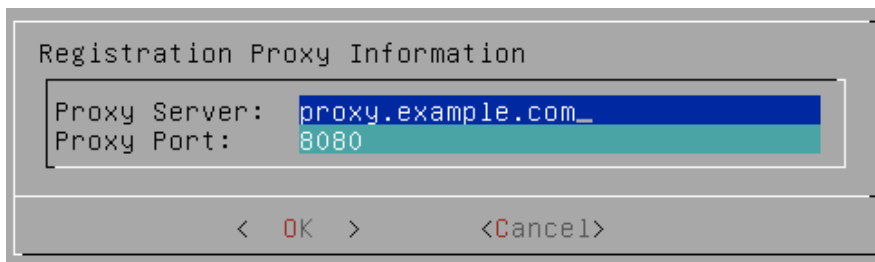 Registration Proxy Information
Proxy Server: proxy.example.com_
Proxy Port: 8080
< OK > <Cancel>